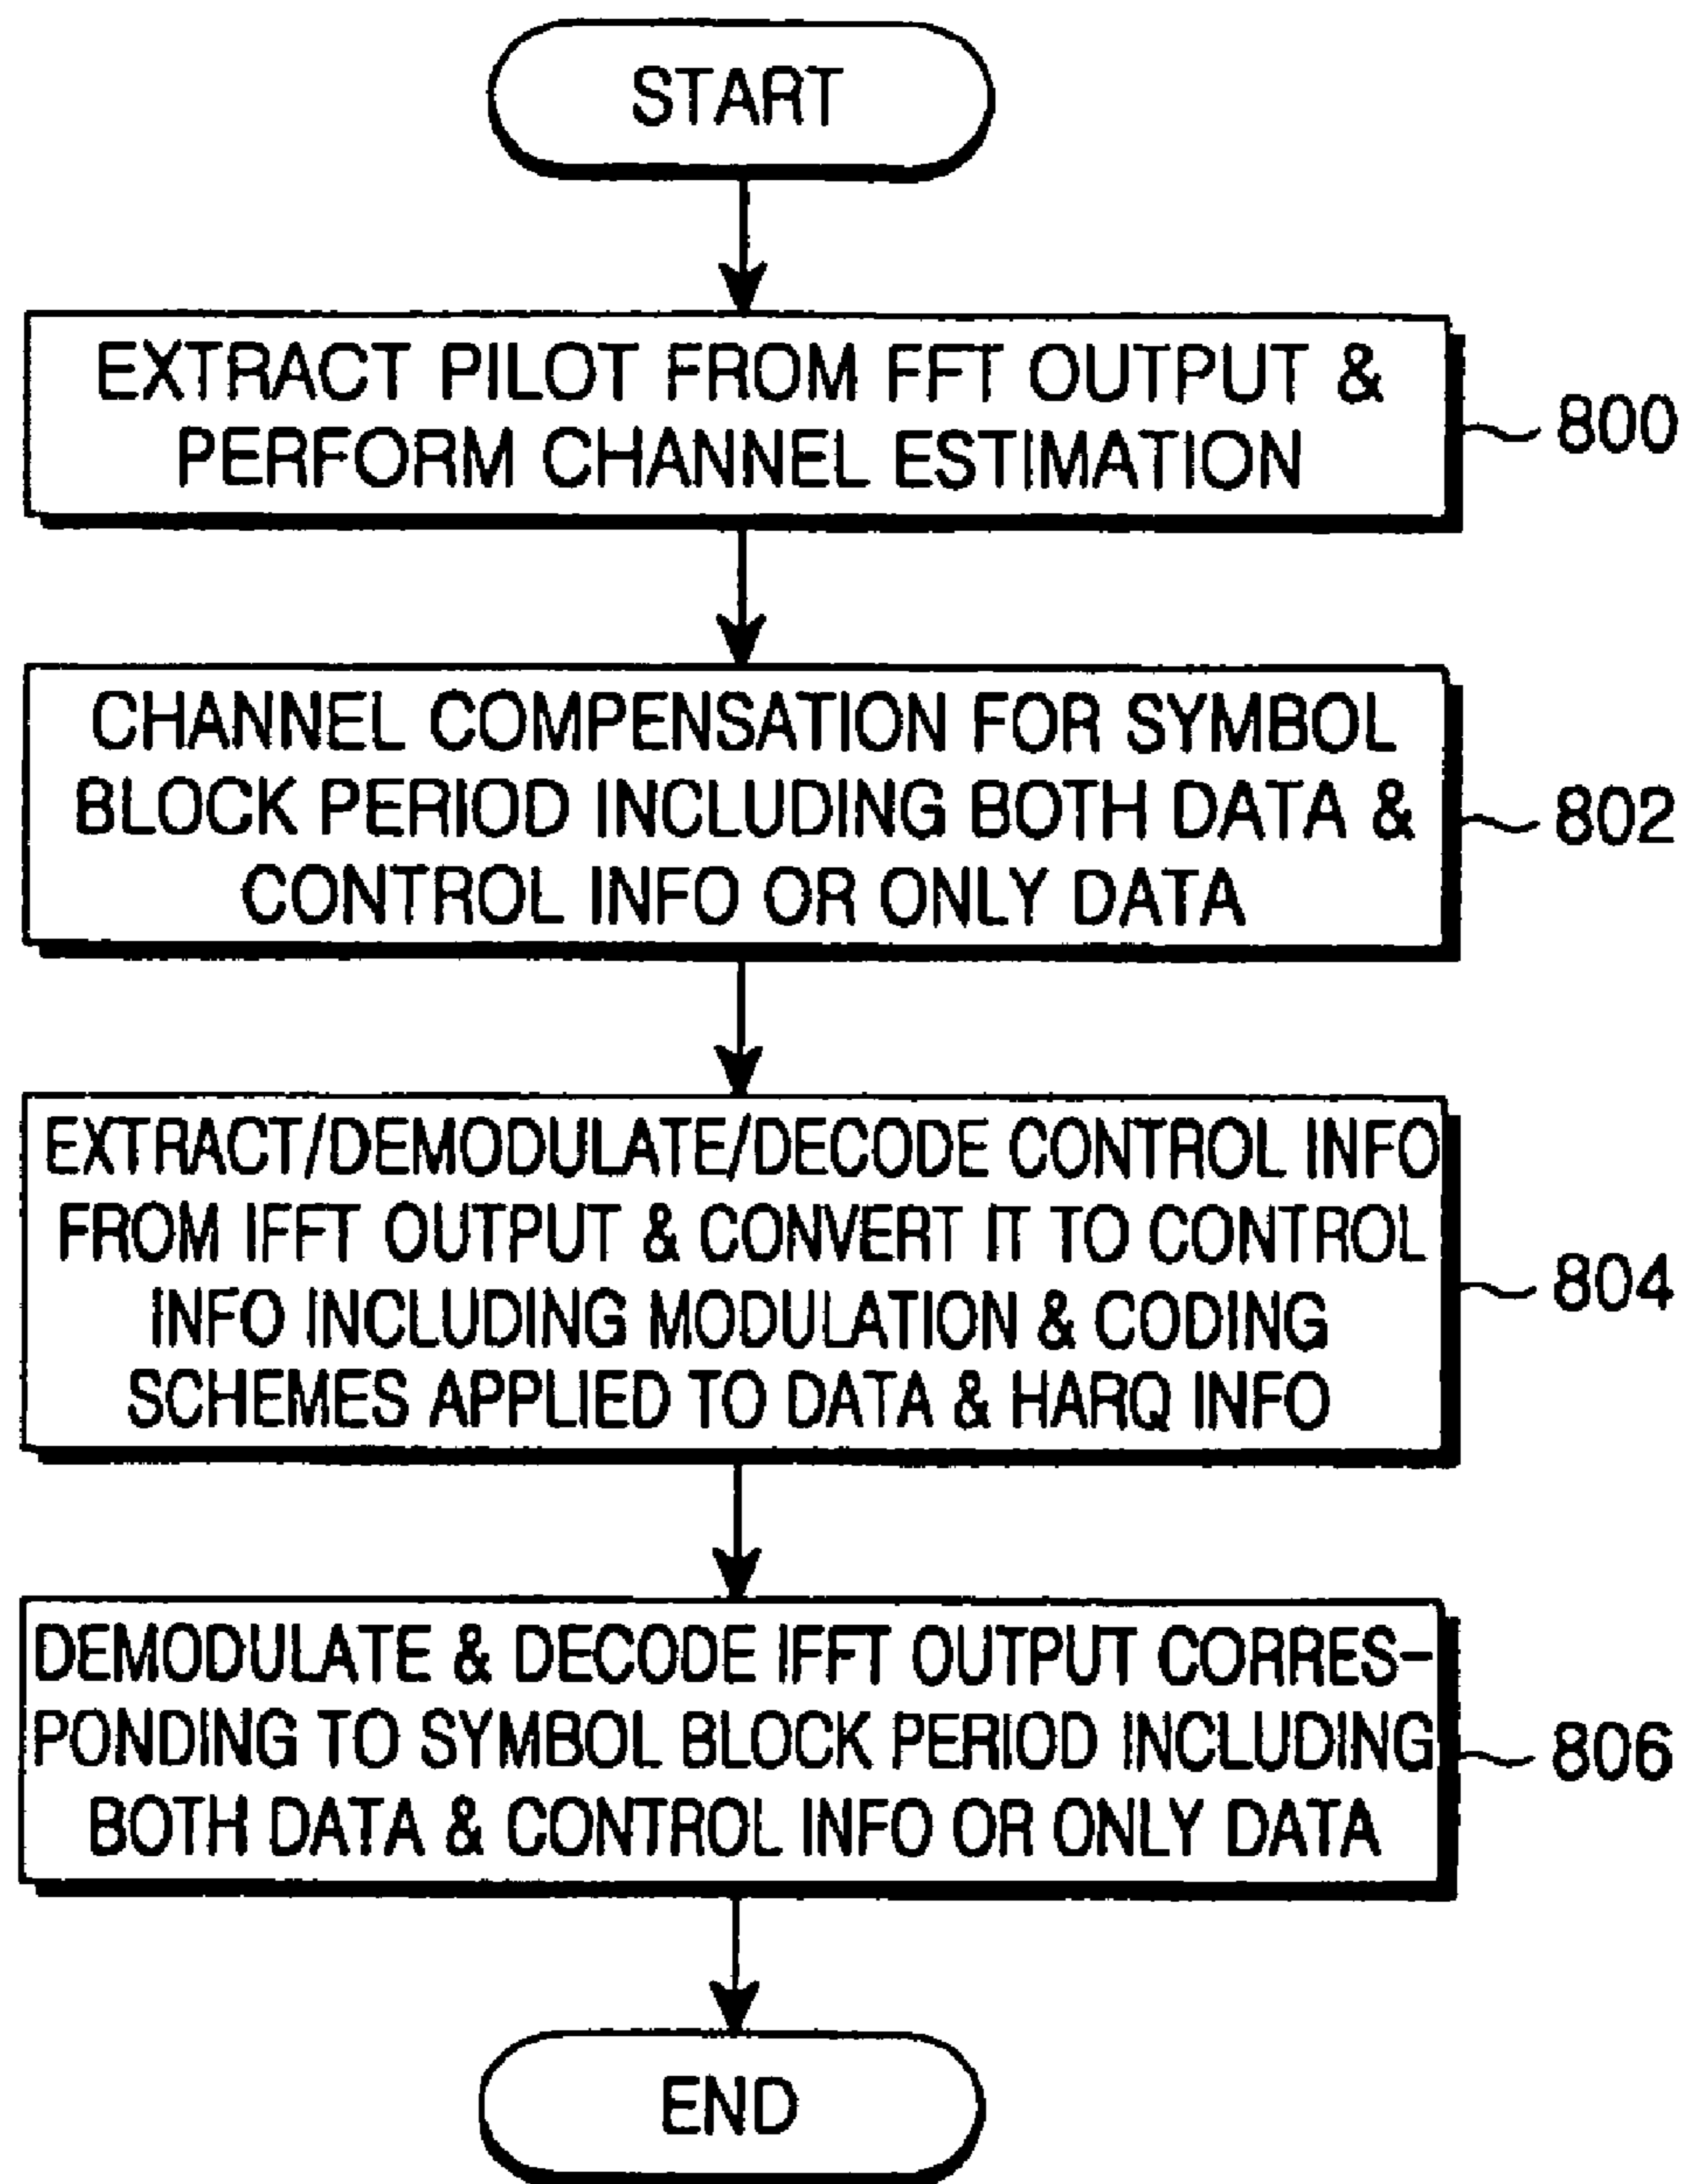 START
EXTRACT PILOT FROM FFT OUTPUT &
PERFORM CHANNEL ESTIMATION
800
CHANNEL COMPENSATION FOR SYMBOL
BLOCK PERIOD INCLUDING BOTH DATA &
CONTROL INFO OR ONLY DATA
802
EXTRACT/DEMODULATE/DECODE CONTROL INFO
FROM IFFT OUTPUT & CONVERT IT TO CONTROL
INFO INCLUDING MODULATION & CODING
SCHEMES APPLIED TO DATA & HARQ INFO
804
DEMODULATE & DECODE IFFT OUTPUT CORRES-
PONDING TO SYMBOL BLOCK PERIOD INCLUDING
BOTH DATA & CONTROL INFO OR ONLY DATA
806
END